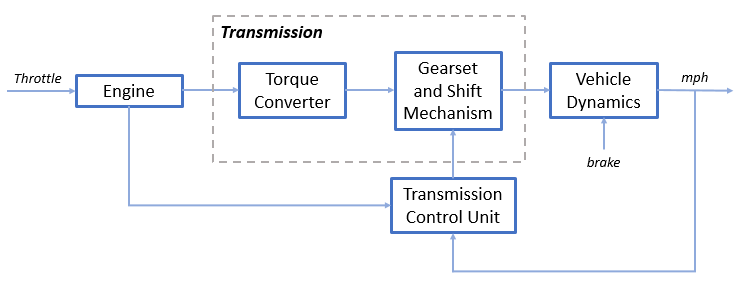 Transmission
Throttle
Engine
Torque
Converter
Gearset
and Shift
Mechanism
Vehicle
Dynamics
mph
brake
Transmission
Control Unit